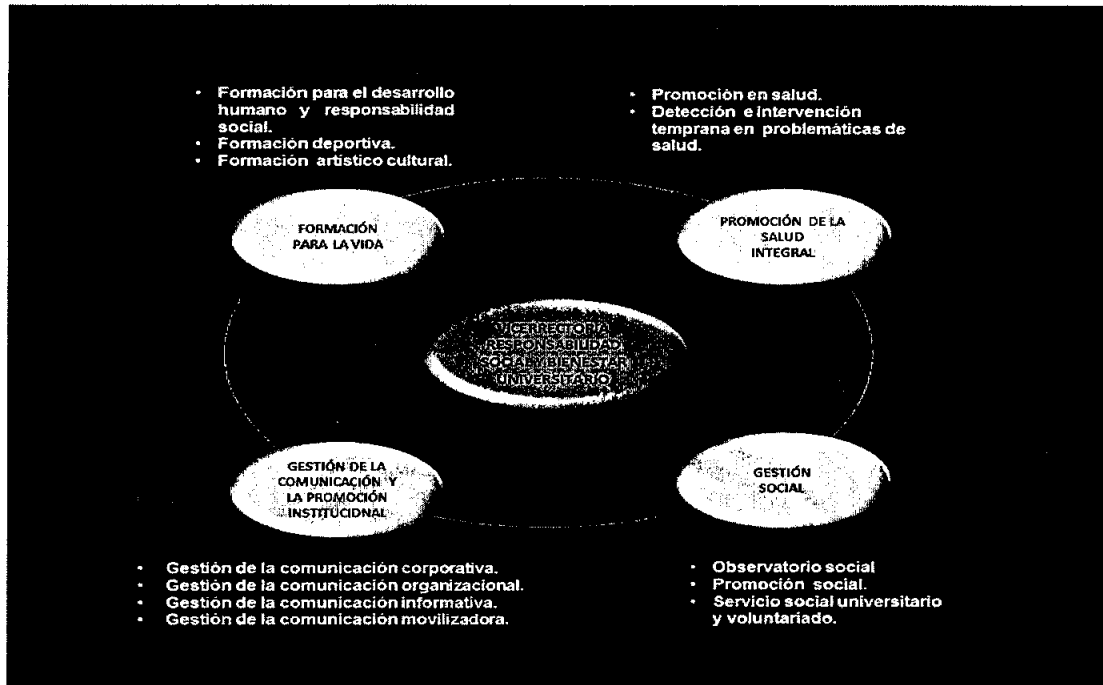 • Formación para el desarrollo
humano y responsabilidad
social.
• Formación deportiva.
• Formación artístico cultural.
• Promoción en salud.
• Detección e intervención
temprana en problemáticas de
salud.
FORMACIÓN
PARA LA VIDA
PROMOCIÓN DE LA
SALUD
INTEGRAL
VICERRECTORIA
RESPONSABILIDAD
SOCIAL Y BIENESTAR
UNIVERSITARIO
GESTIÓN DE LA
COMUNICACIÓN Y
LA PROMOCIÓN
INSTITUCIONAL
GESTIÓN
SOCIAL
• Gestión de la comunicación corporativa.
• Gestión de la comunicación organizacional.
• Gestión de la comunicación informativa.
• Gestión de la comunicación movilizadora.
• Observatorio social
• Promoción social.
• Servicio social universitario
y voluntariado.